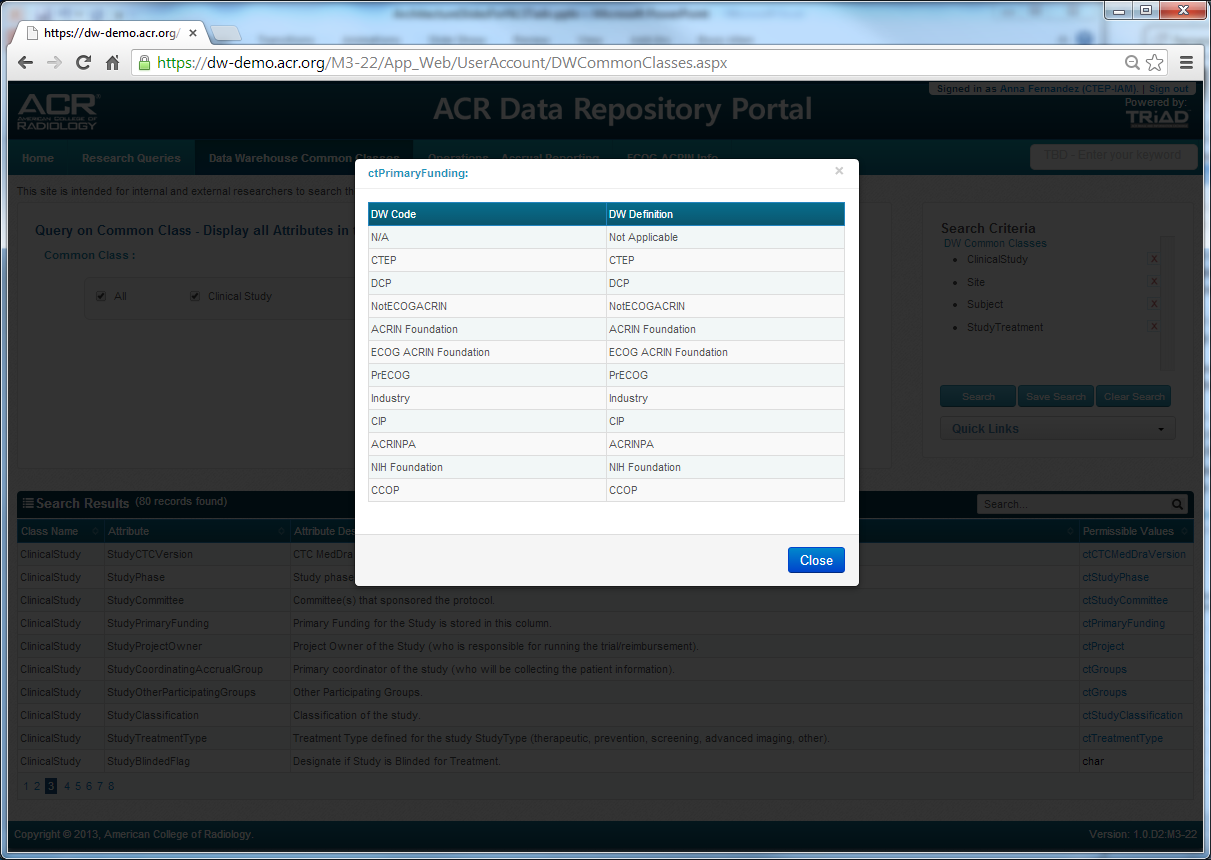 https://dw-demo.acr.org/
https://dw-demo.acr.org/M3-22/App_Web/UserAccount/DWCommonClasses.aspx
Signed in as Anna Fernandez (CTEP-IAM). | Sign out
ACR
AMERICAN COLLEGE OF
RADIOLOGY
ACR Data Repository Portal
Powered by:
TRIAD
Home Research Queries Data Warehouse Common Classes Operations Accrual Reporting ECOG ACRIN Info
TBD - Enter your keyword
This site is intended for internal and external researchers to search th
ctPrimaryFunding: ×
DW Code DW Definition
N/A Not Applicable
CTEP CTEP
DCP DCP
NotECOGACRIN NotECOGACRIN
ACRIN Foundation ACRIN Foundation
ECOG ACRIN Foundation ECOG ACRIN Foundation
PrECOG PrECOG
Industry Industry
CIP CIP
ACRINPA ACRINPA
NIH Foundation NIH Foundation
CCOP CCOP
Close
Query on Common Class - Display all Attributes in
Common Class :
All Clinical Study
Search Criteria
DW Common Classes
ClinicalStudy X
Site X
Subject X
StudyTreatment X
Search Save Search Clear Search
Quick Links
Search Results (80 records found) Search...
Class Name Attribute Attribute Des Permissible Values
ClinicalStudy StudyCTCVersion CTC MedDra ctCTCMedDraVersion
ClinicalStudy StudyPhase Study phase ctStudyPhase
ClinicalStudy StudyCommittee Committee(s) that sponsored the protocol. ctStudyCommittee
ClinicalStudy StudyPrimaryFunding Primary Funding for the Study is stored in this column. ctPrimaryFunding
ClinicalStudy StudyProjectOwner Project Owner of the Study (who is responsible for running the trial/reimbursement). ctProject
ClinicalStudy StudyCoordinatingAccrualGroup Primary coordinator of the study (who will be collecting the patient information). ctGroups
ClinicalStudy StudyOtherParticipatingGroups Other Participating Groups. ctGroups
ClinicalStudy StudyClassification Classification of the study. ctStudyClassification
ClinicalStudy StudyTreatmentType Treatment Type defined for the study StudyType (therapeutic, prevention, screening, advanced imaging, other). ctTreatmentType
ClinicalStudy StudyBlindedFlag Designate if Study is Blinded for Treatment. char
1 2 3 4 5 6 7 8
Copyright © 2013, American College of Radiology. Version: 1.0.D2:M3-22